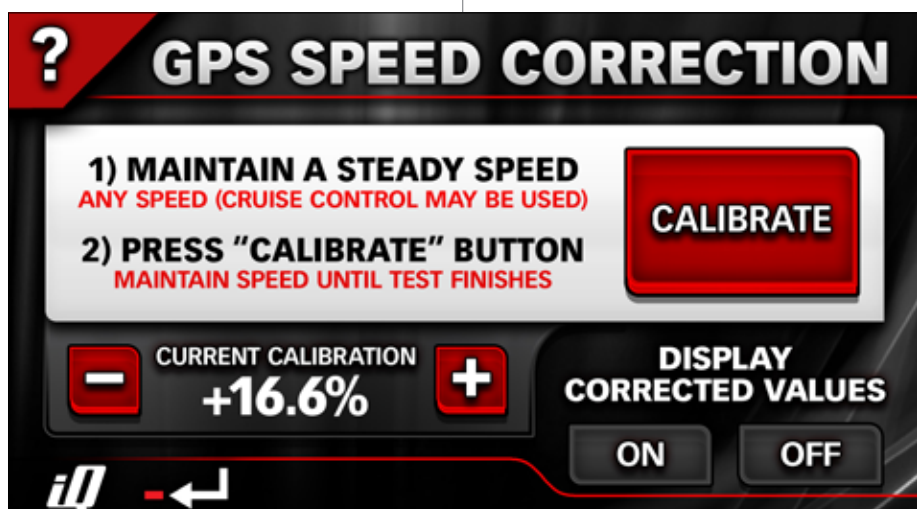 ?
GPS SPEED CORRECTION
1) MAINTAIN A STEADY SPEED
ANY SPEED (CRUISE CONTROL MAY BE USED)
2) PRESS "CALIBRATE" BUTTON
MAINTAIN SPEED UNTIL TEST FINISHES
CALIBRATE
CURRENT CALIBRATION
- +16.6% +
DISPLAY
CORRECTED VALUES
ON OFF
iQ